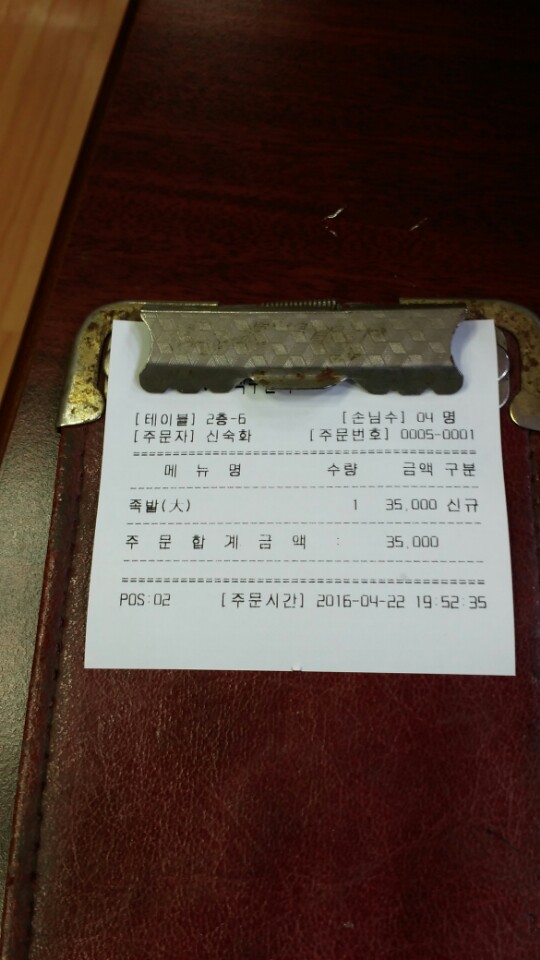 [테이블] 2층-6 [손님수] 04 명
[주문자] 신숙화 [주문번호] 0005-0001
메 뉴 명 수량 금액 구분
족발(大) 1 35,000 신규
주 문 합 계 금 액 : 35,000
POS:02 [주문시간] 2016-04-22 19:52:35